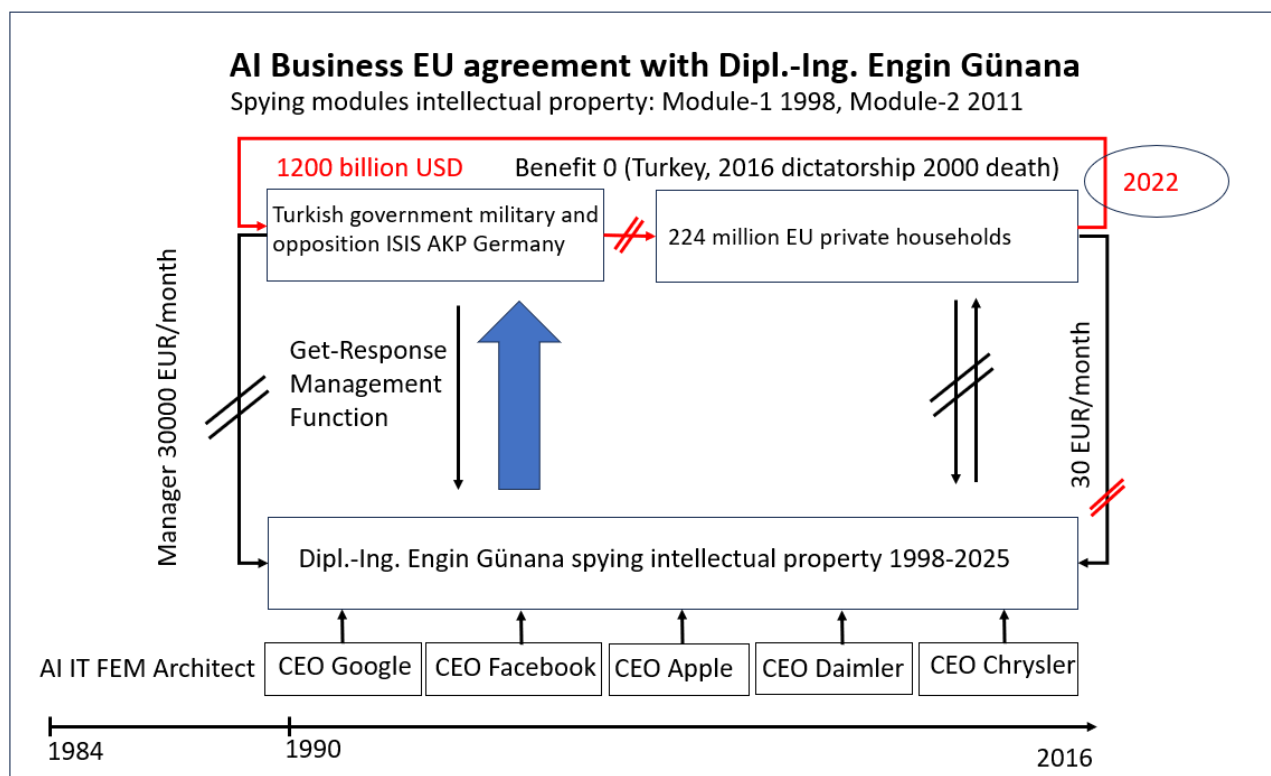 AI Business EU agreement with Dipl.-Ing. Engin Günana
Spying modules intellectual property: Module-1 1998, Module-2 2011
1200 billion USD
Benefit 0 (Turkey, 2016 dictatorship 2000 death)
2022
Turkish government military and
opposition ISIS AKP Germany
224 million EU private households
Manager 30000 EUR/month
Get-Response
Management
Function
30 EUR/month
Dipl.-Ing. Engin Günana spying intellectual property 1998-2025
AI IT FEM Architect
CEO Google
CEO Facebook
CEO Apple
CEO Daimler
CEO Chrysler
1984
1990
2016